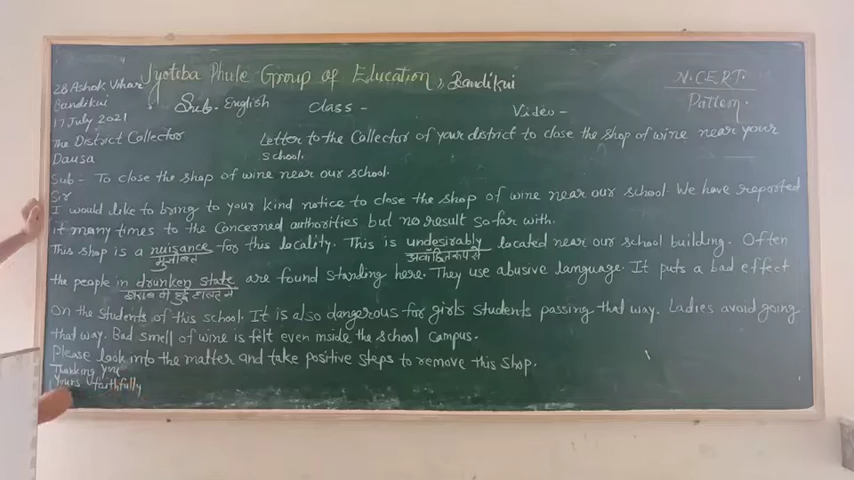 Jyotiba Phule Group of Education, Bandikui
N.CERT.
Pattern.
Sub- English Class - Video -
28 Ashok Vihar
Bandikui
17 July 2021
The District Collector
Dausa
Letter to the Collector of your district to close the shop of wine near your
school.
Sub- To close the shop of wine near our school.
Sir
I would like to bring to your kind notice to close the shop of wine near our school. We have reported
it many times to the concerned authorities but no result so far with.
This shop is a nuisance for this locality. This is undesirably located near our school building. Often
मुसीबत अवांछित रूप से
the people in drunken state are found standing here. They use abusive language. It puts a bad effect
शराब पी हुई हालत में
on the students of this school. It is also dangerous for girls students passing that way. Ladies avoid going
that way. Bad smell of wine is felt even inside the school campus.
Please look into the matter and take positive steps to remove this shop.
Thanking you
Yours faithfully